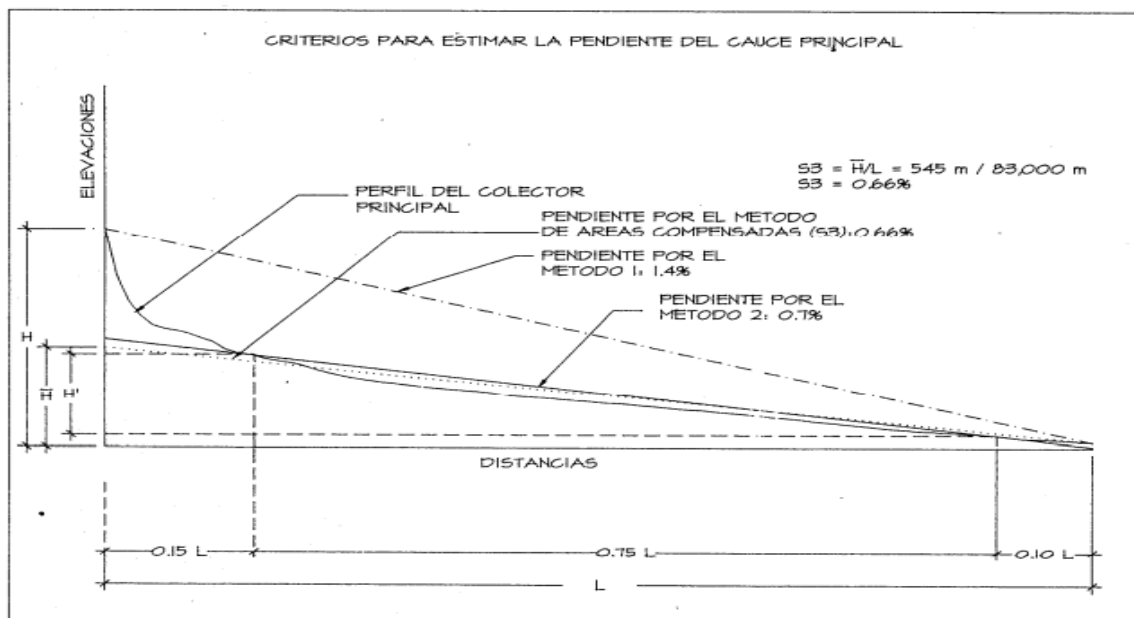 CRITERIOS PARA ESTIMAR LA PENDIENTE DEL CAUCE PRINCIPAL
ELEVACIONES
S3 = H̅/L = 545 m / 83,000 m
S3 = 0.66%
PERFIL DEL COLECTOR
PRINCIPAL
PENDIENTE POR EL METODO
DE AREAS COMPENSADAS (S3):0.66%
PENDIENTE POR EL
METODO 1: 1.4%
PENDIENTE POR EL
METODO 2: 0.7%
H
H̅
H'
DISTANCIAS
0.15 L
0.75 L
0.10 L
L